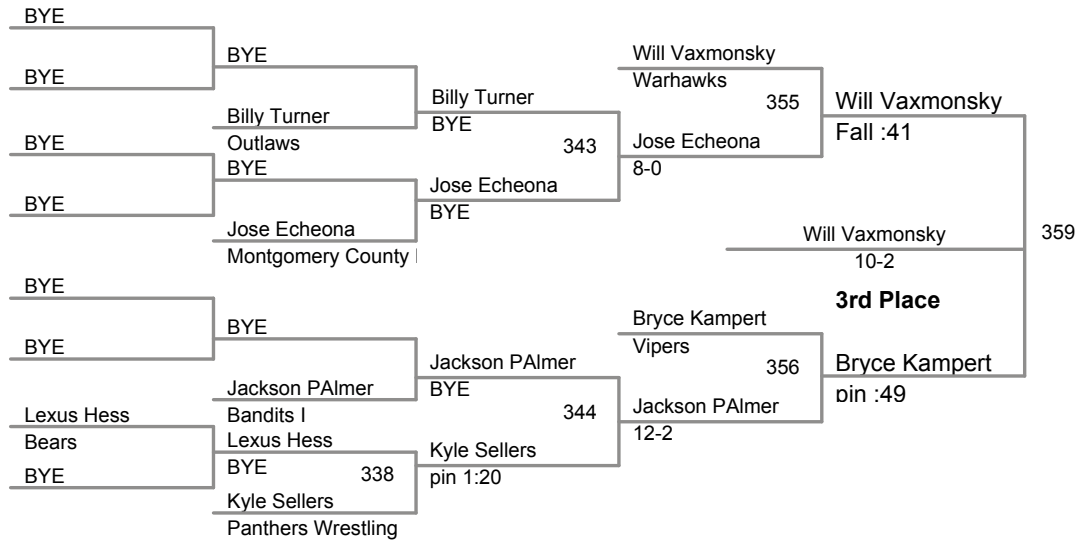 BYE
BYE
BYE
Billy Turner
Outlaws
Billy Turner
BYE
BYE
BYE
BYE
Jose Echeona
Montgomery County
Jose Echeona
BYE
343
Will Vaxmonsky
Warhawks
Jose Echeona
8-0
355
Will Vaxmonsky
Fall :41
Will Vaxmonsky
10-2
3rd Place
359
BYE
BYE
BYE
Jackson PAlmer
Bandits I
Jackson PAlmer
BYE
Lexus Hess
Bears
BYE
Lexus Hess
BYE
338
Kyle Sellers
Panthers Wrestling
Kyle Sellers
pin 1:20
344
Bryce Kampert
Vipers
Jackson PAlmer
12-2
356
Bryce Kampert
pin :49